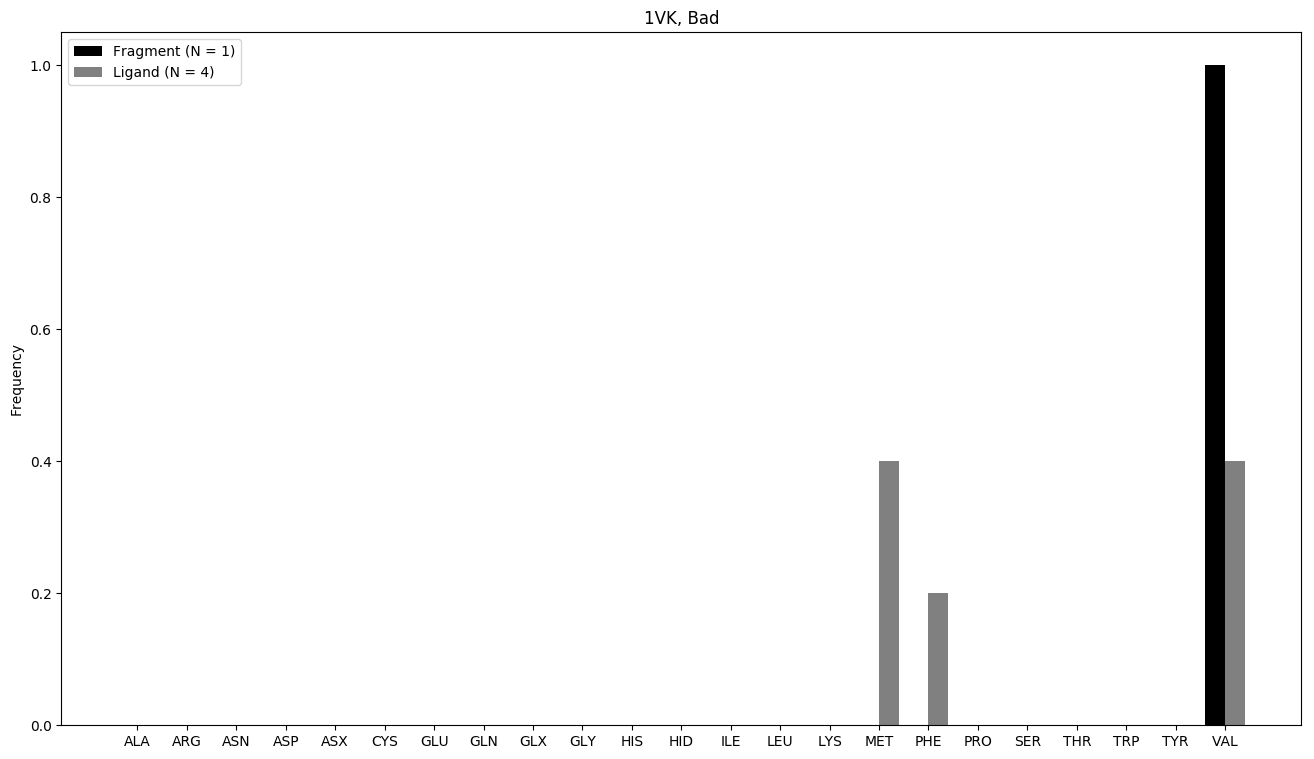 1VK, Bad
Fragment (N = 1)
Ligand (N = 4)
Frequency
1.0
0.8
0.6
0.4
0.2
0.0
ALA ARG ASN ASP ASX CYS GLU GLN GLX GLY HIS HID ILE LEU LYS MET PHE PRO SER THR TRP TYR VAL